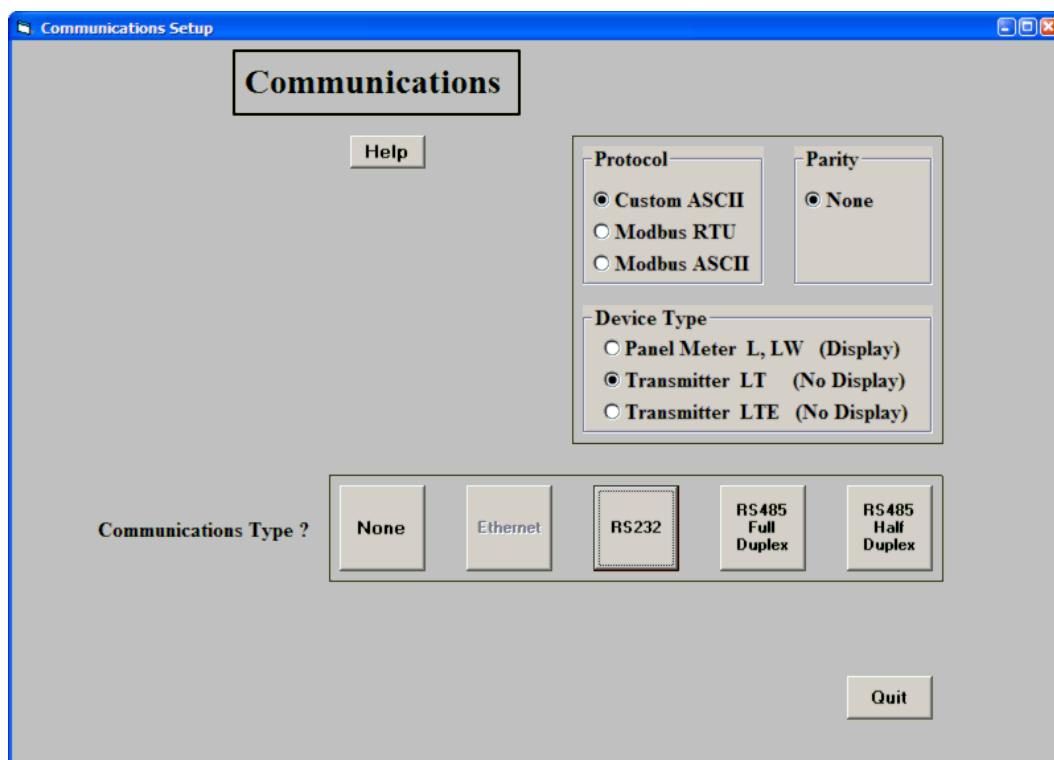 Communications Setup
Communications
Help
Protocol
Custom ASCII
Modbus RTU
Modbus ASCII
Parity
None
Device Type
Panel Meter L, LW (Display)
Transmitter LT (No Display)
Transmitter LTE (No Display)
Communications Type ?
None
Ethernet
RS232
RS485
Full
Duplex
RS485
Half
Duplex
Quit